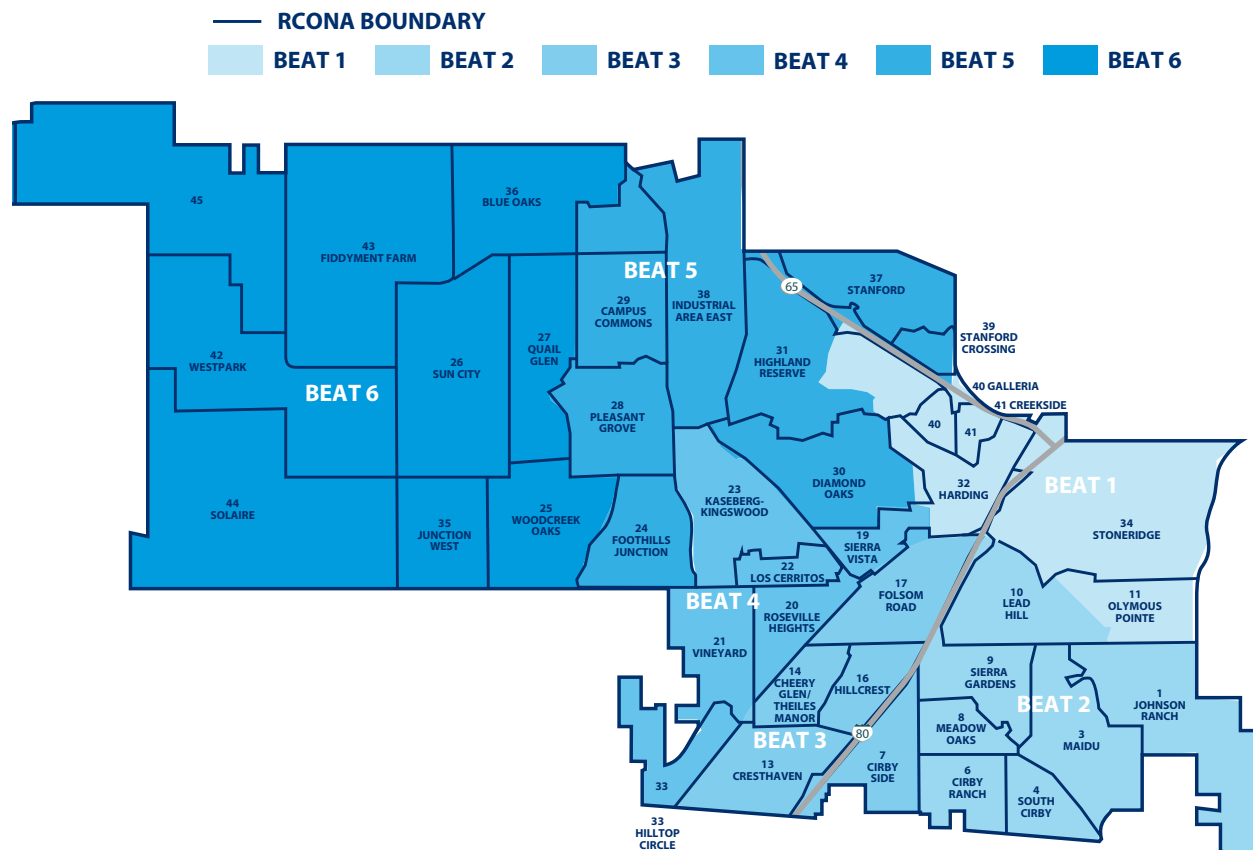 RCONA BOUNDARY
BEAT 1
BEAT 2
BEAT 3
BEAT 4
BEAT 5
BEAT 6
45
36
BLUE OAKS
43
FIDDYMENT FARM
BEAT 5
37
STANFORD
65
29
CAMPUS
COMMONS
38
INDUSTRIAL
AREA EAST
39
STANFORD
CROSSING
27
QUAIL
GLEN
31
HIGHLAND
RESERVE
42
WESTPARK
26
SUN CITY
BEAT 6
40 GALLERIA
41 CREEKSIDE
28
PLEASANT
GROVE
40
41
30
DIAMOND
OAKS
32
HARDING
BEAT 1
23
KASEBERG-
KINGSWOOD
44
SOLAIRE
35
JUNCTION
WEST
25
WOODCREEK
OAKS
24
FOOTHILLS
JUNCTION
34
STONERIDGE
19
SIERRA
VISTA
22
LOS CERRITOS
17
FOLSOM
ROAD
10
LEAD
HILL
11
OLYMOUS
POINTE
BEAT 4
20
ROSEVILLE
HEIGHTS
21
VINEYARD
14
CHEERY
GLEN/
THEILES
MANOR
16
HILLCREST
9
SIERRA
GARDENS
BEAT 2
1
JOHNSON
RANCH
8
MEADOW
OAKS
3
MAIDU
BEAT 3
80
13
CRESTHAVEN
7
CIRBY
SIDE
6
CIRBY
RANCH
4
SOUTH
CIRBY
33
33
HILLTOP
CIRCLE